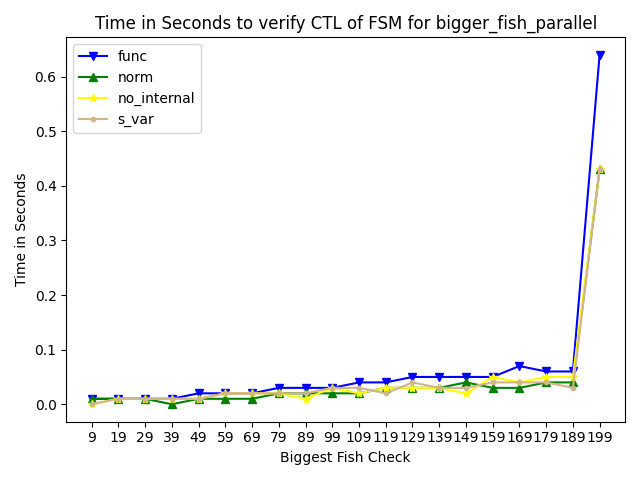 Time in Seconds to verify CTL of FSM for bigger_fish_parallel
func
norm
no_internal
s_var
Time in Seconds
0.6
0.5
0.4
0.3
0.2
0.1
0.0
9 19 29 39 49 59 69 79 89 99 109 119 129 139 149 159 169 179 189 199
Biggest Fish Check